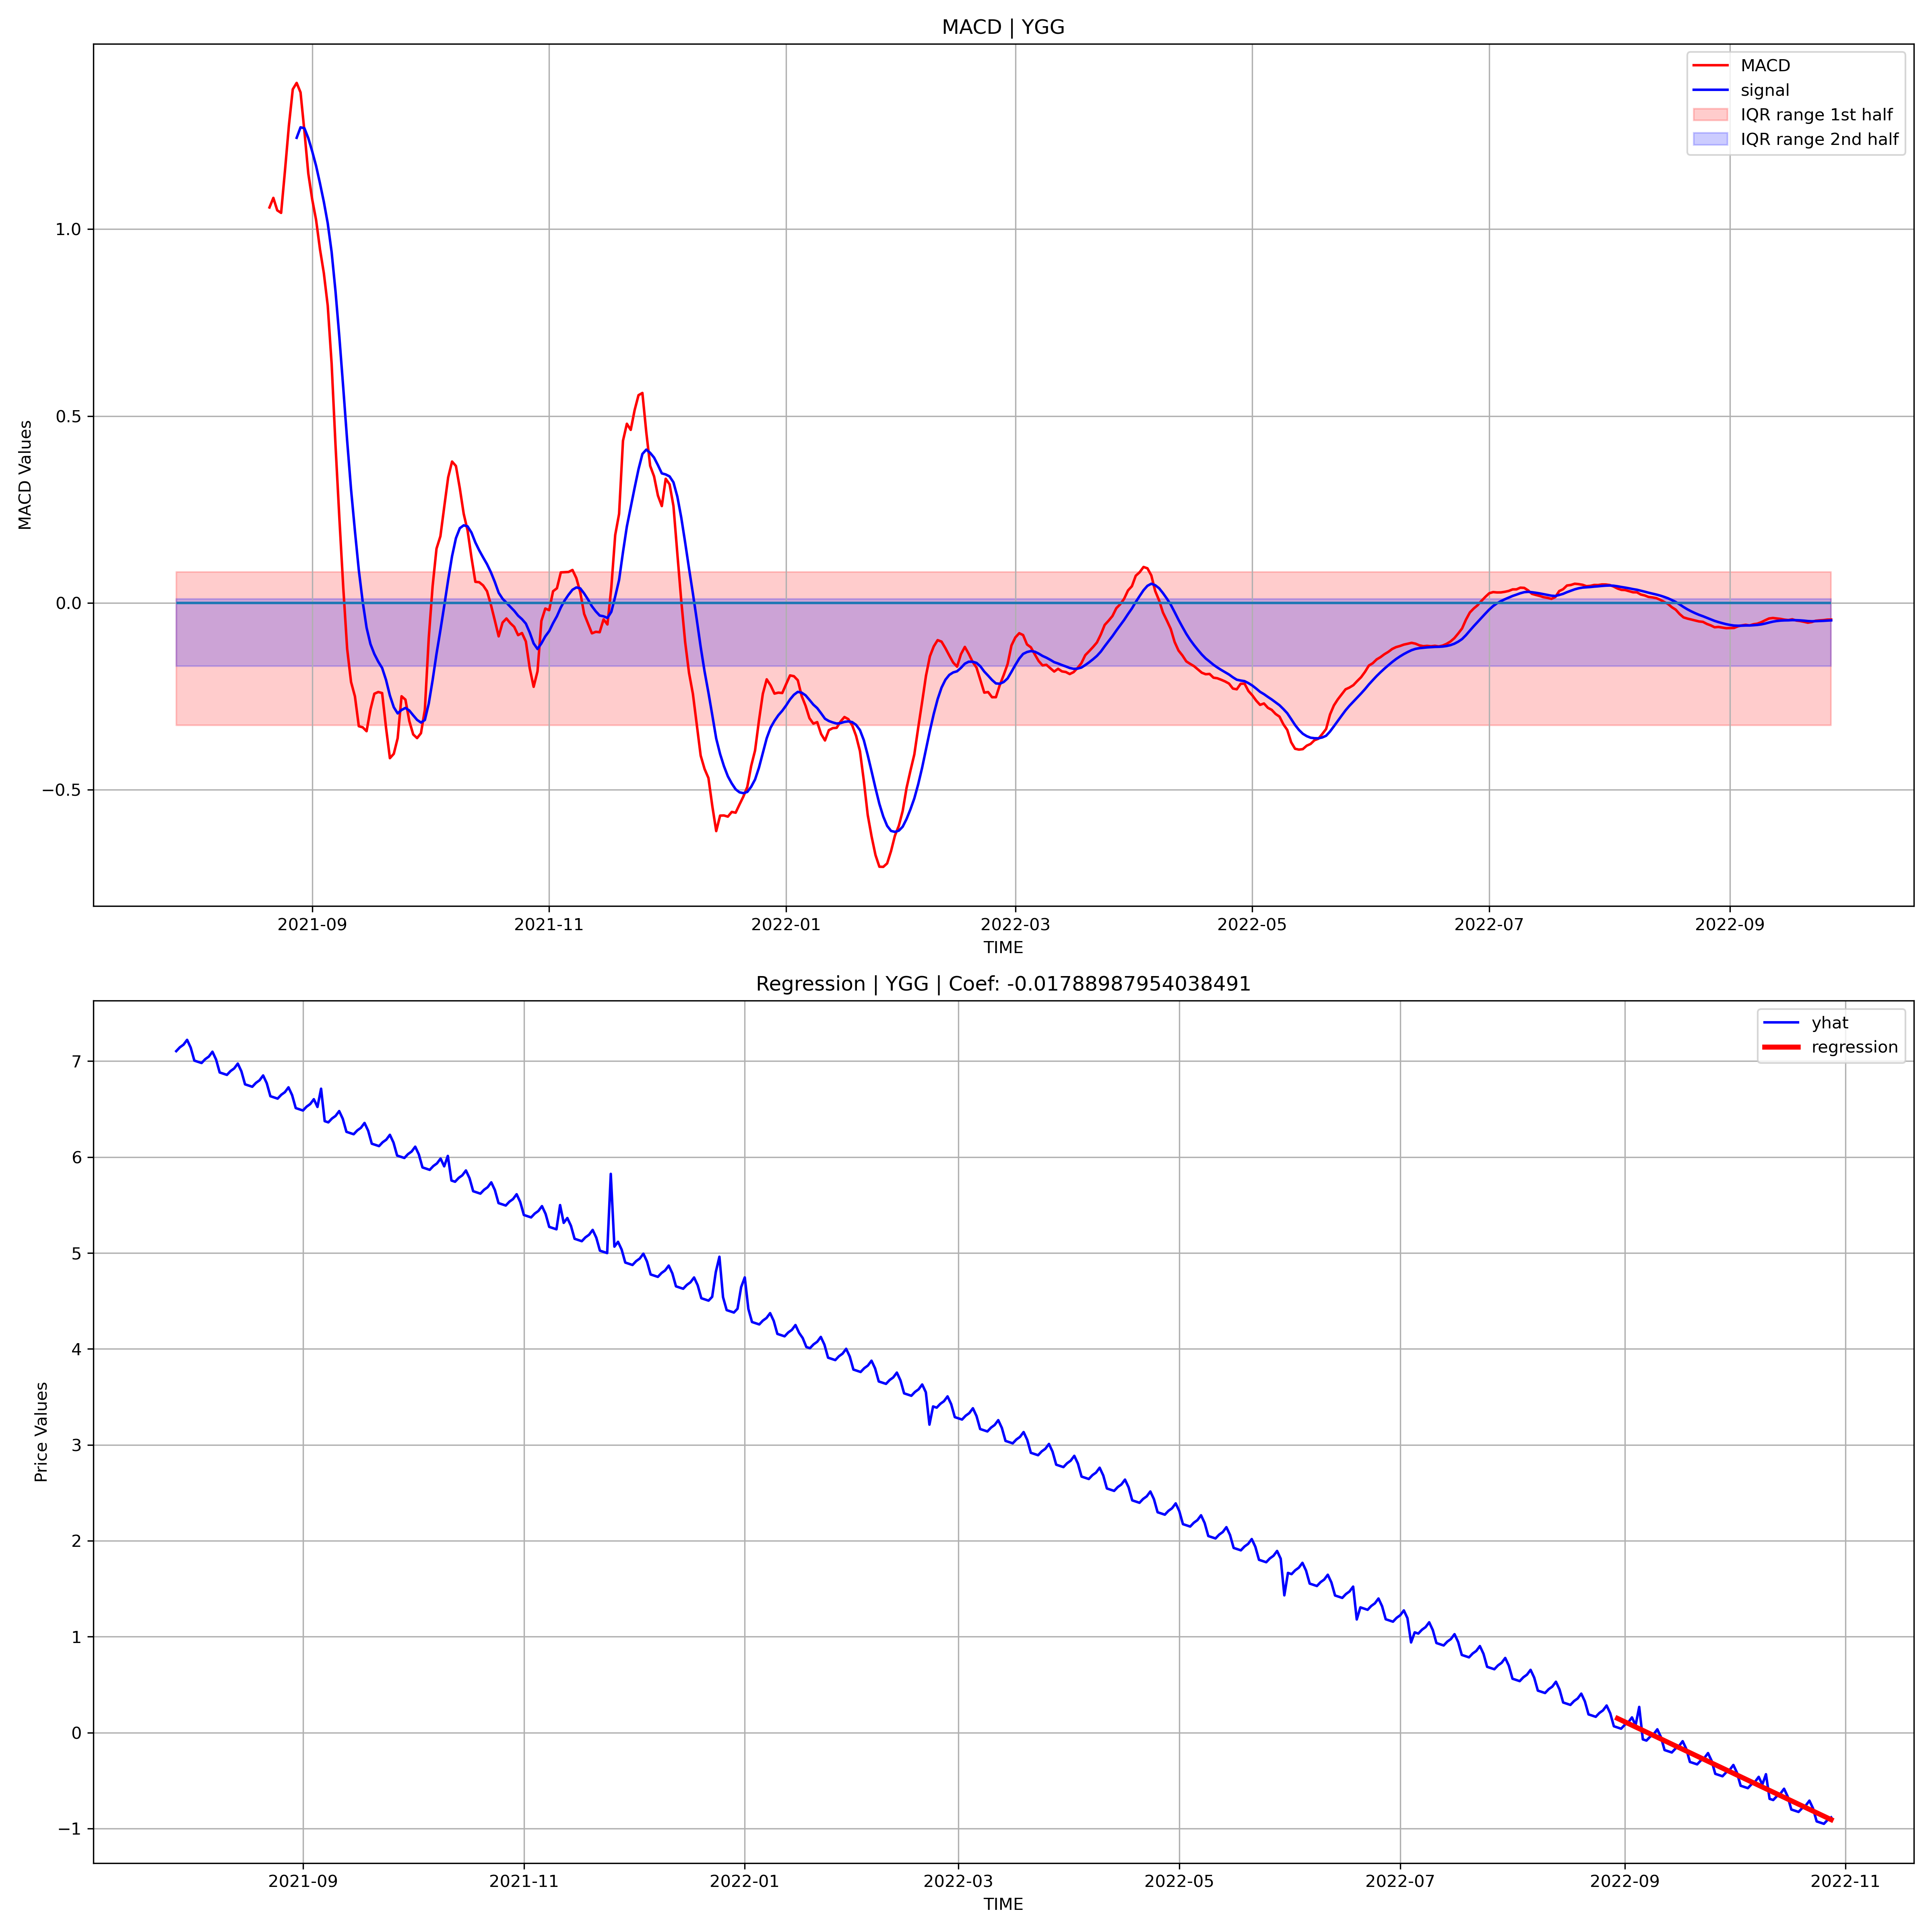 MACD | YGG
MACD
signal
IQR range 1st half
IQR range 2nd half
MACD Values
1.0
0.5
0.0
−0.5
2021-09 2021-11 2022-01 2022-03 2022-05 2022-07 2022-09
TIME
Regression | YGG | Coef: -0.01788987954038491
yhat
regression
Price Values
7
6
5
4
3
2
1
0
−1
2021-09 2021-11 2022-01 2022-03 2022-05 2022-07 2022-09 2022-11
TIME